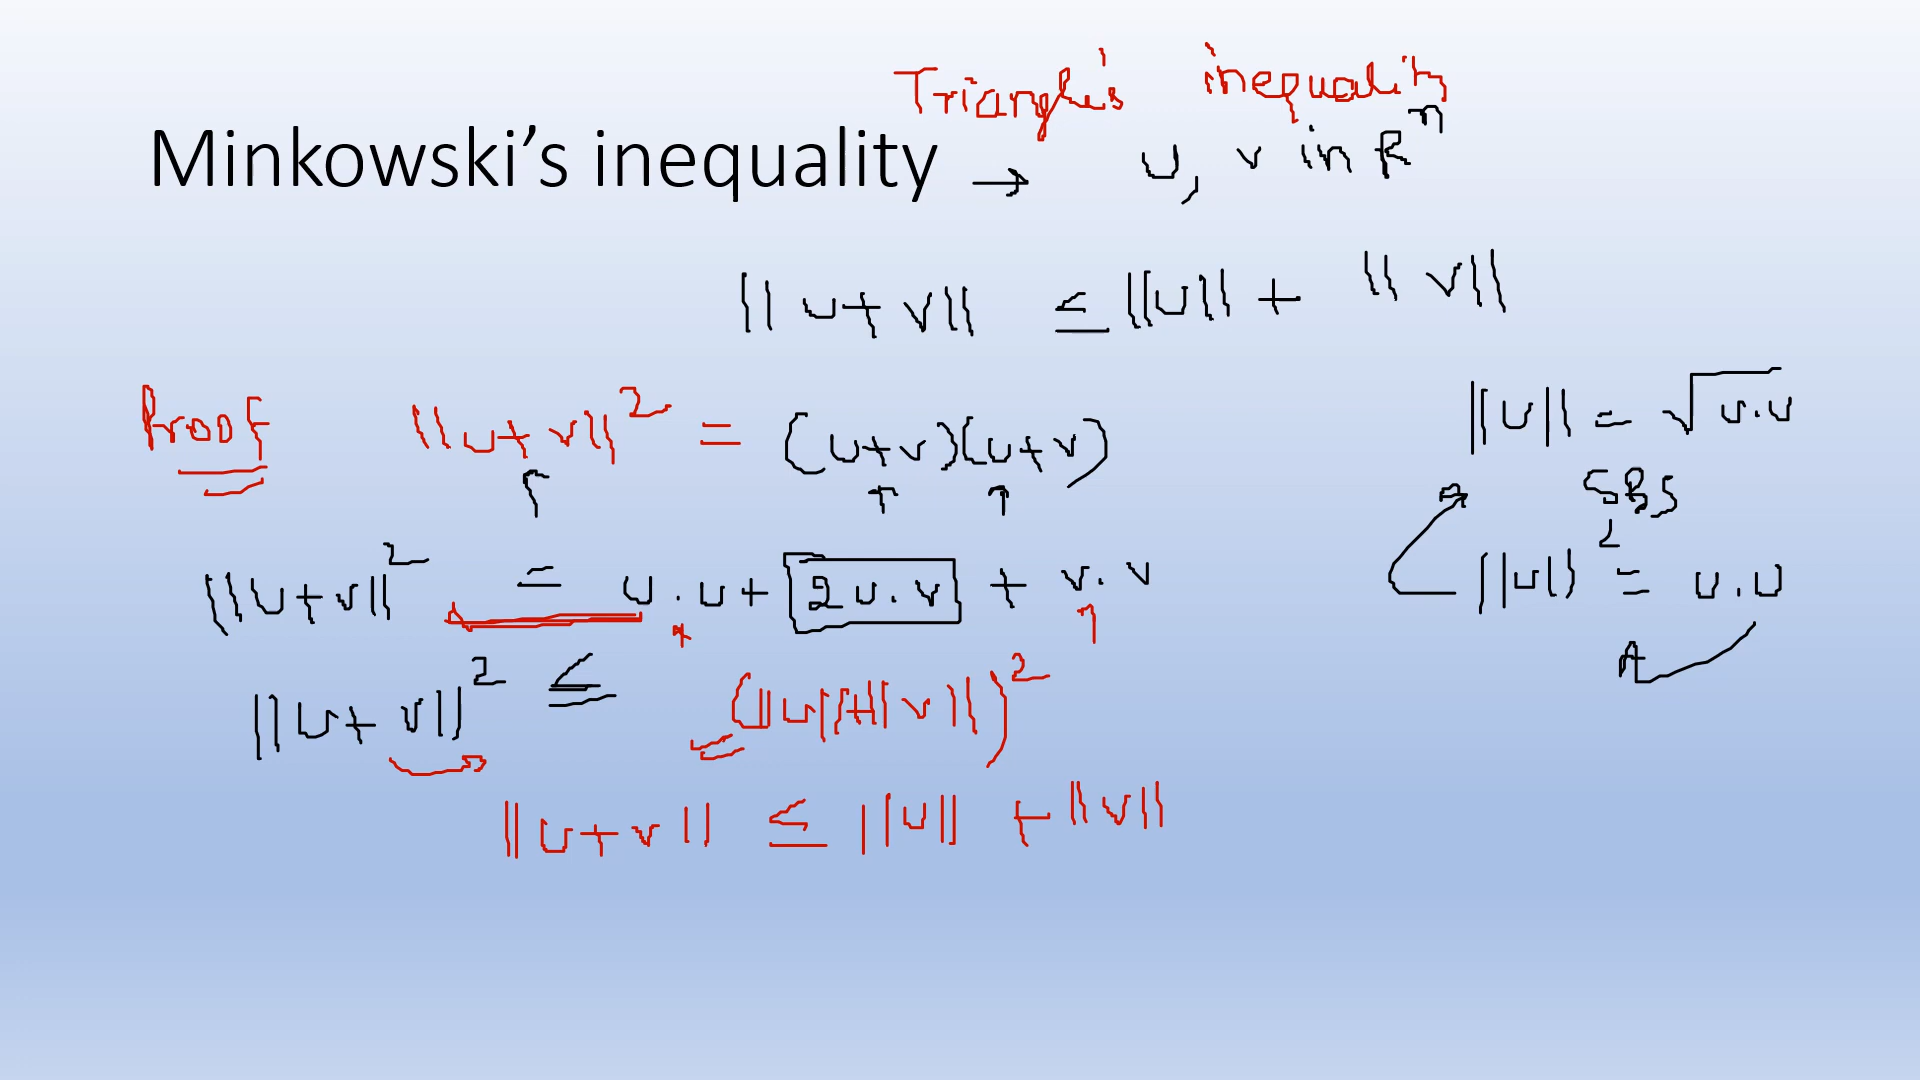 Triangle's inequality
Minkowski's inequality → u, v in Rⁿ
||u+v|| ≤ ||u|| + ||v||
Proof ||u+v||² = (u+v)(u+v)
||u|| = √u.u
SBS
||u+v||² = u.u + 2u.v + v.v
||u||² = u.u
||u+v||² ≤ (||u||+||v||)²
||u+v|| ≤ ||u|| + ||v||